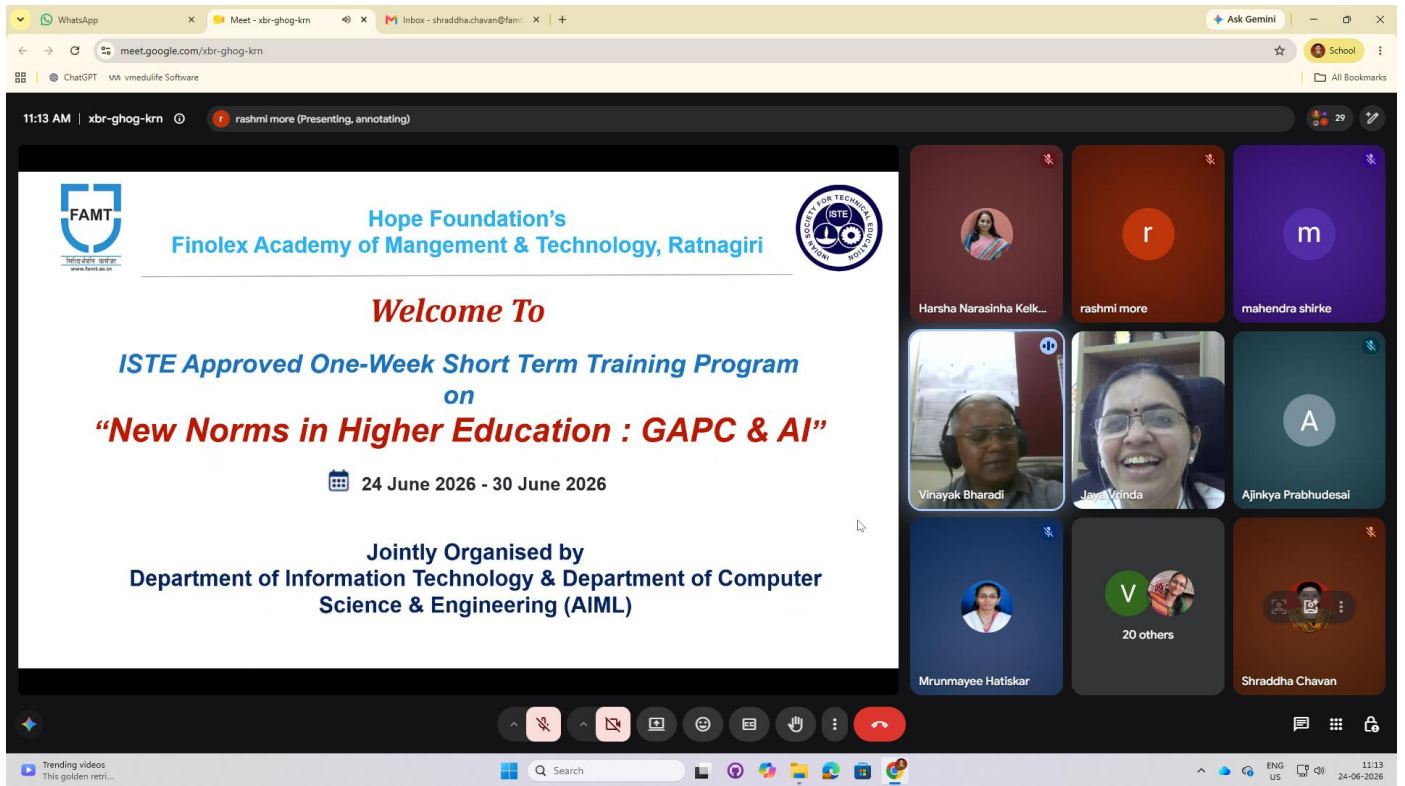 WhatsApp
Meet - xbr-ghog-krn
Inbox - shraddha.chavan@famt
Ask Gemini
meet.google.com/xbr-ghog-krn
School
ChatGPT
vmedulife Software
All Bookmarks
11:13 AM | xbr-ghog-krn
r
rashmi more (Presenting, annotating)
29
FAMT
www.famt.ac.in
Hope Foundation's
Finolex Academy of Mangement & Technology, Ratnagiri
INDIAN SOCIETY FOR TECHNICAL EDUCATION
ISTE
Welcome To
ISTE Approved One-Week Short Term Training Program
on
“New Norms in Higher Education : GAPC & AI”
24 June 2026 - 30 June 2026
Jointly Organised by
Department of Information Technology & Department of Computer
Science & Engineering (AIML)
Harsha Narasinha Kelk...
r
rashmi more
m
mahendra shirke
Vinayak Bharadi
Jaya Vrinda
A
Ajinkya Prabhudesai
Mrunmayee Hatiskar
V
20 others
Shraddha Chavan
Trending videos
This golden retri...
Search
ENG
US
11:13
24-06-2026